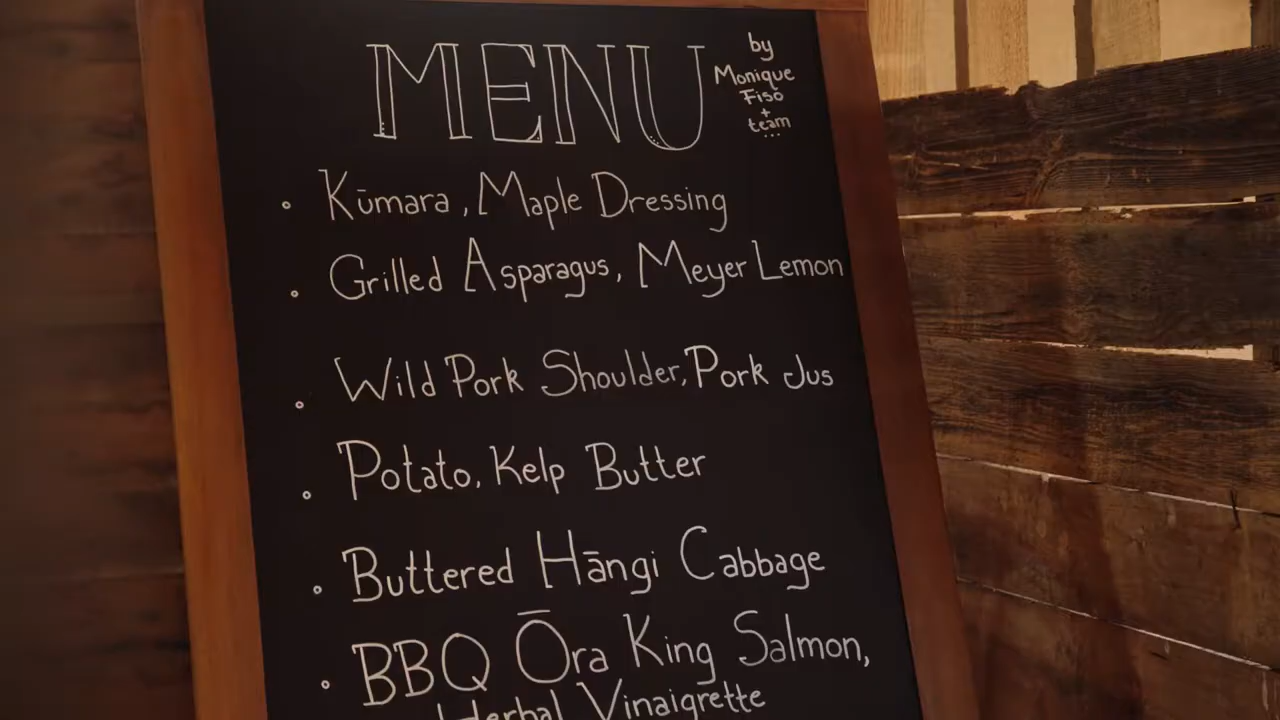 MENU
by
Monique
Fiso
+
team
...
Kūmara, Maple Dressing
Grilled Asparagus, Meyer Lemon
Wild Pork Shoulder, Pork Jus
Potato, Kelp Butter
Buttered Hāngi Cabbage
BBQ Ōra King Salmon,
Herbal Vinaigrette